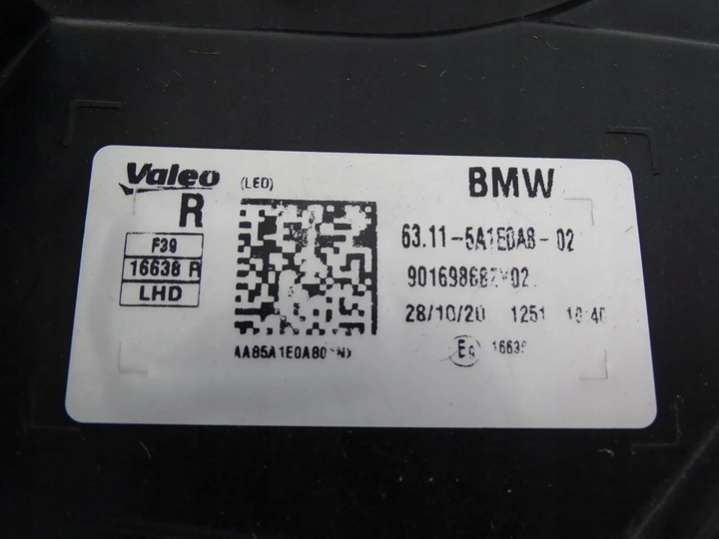 Valeo (LED) BMW
R
63.11-5A1E0A8-02
F39
16638 R
LHD
28/10/20 1251